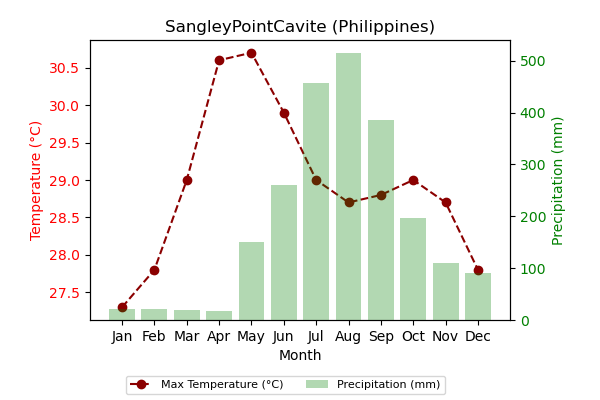 SangleyPointCavite (Philippines)
Temperature (°C)
30.5
30.0
29.5
29.0
28.5
28.0
27.5
Precipitation (mm)
500
400
300
200
100
0
Jan Feb Mar Apr May Jun Jul Aug Sep Oct Nov Dec
Month
Max Temperature (°C) Precipitation (mm)